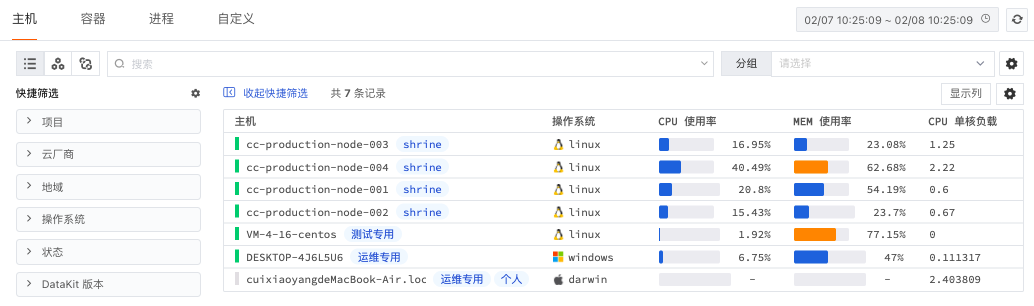 主机 容器 进程 自定义 02/07 10:25:09 ~ 02/08 10:25:09
搜索 分组 请选择
快捷筛选 收起快捷筛选 共 7 条记录 显示列
项目
云厂商
地域
操作系统
状态
DataKit 版本
主机 操作系统 CPU 使用率 MEM 使用率 CPU 单核负载
cc-production-node-003 shrine linux 16.95% 23.08% 1.25
cc-production-node-004 shrine linux 40.49% 62.68% 2.22
cc-production-node-001 shrine linux 20.8% 54.19% 0.6
cc-production-node-002 shrine linux 15.43% 23.7% 0.67
VM-4-16-centos 测试专用 linux 1.92% 77.15% 0
DESKTOP-4J6L5U6 运维专用 windows 6.75% 47% 0.111317
cuixiaoyangdeMacBook-Air.loc 运维专用 个人 darwin - - 2.403809